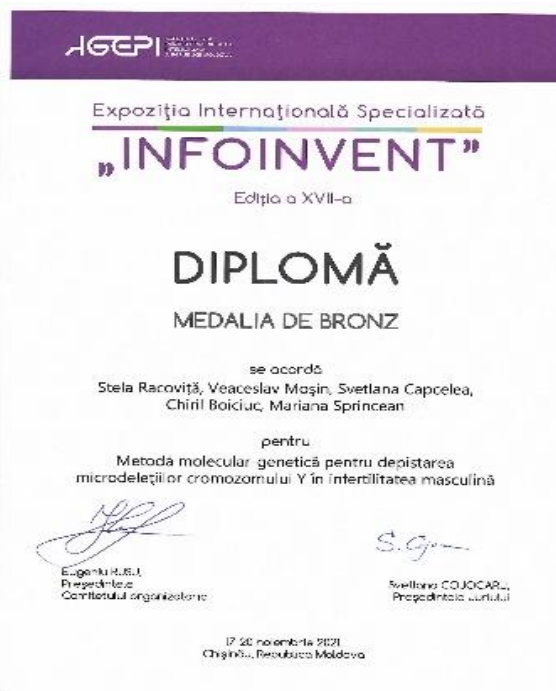 AGEPI
Expoziția Internațională Specializată
„INFOINVENT”
Ediția a XVII-a
DIPLOMĂ
MEDALIA DE BRONZ
se acordă
Stela Racoviță, Veaceslav Moșin, Svetlana Capcelea,
Chiril Boiciuc, Mariana Sprincean
pentru
Metodă molecular genetică pentru depistarea
microdelețiilor cromozomului Y în infertilitatea masculină
Eugeniu RUSU,
Președintele
Comitetului organizatoric
Svetlana COJOCARU,
Președintele Juriului
17-20 noiembrie 2021
Chișinău, Republica Moldova